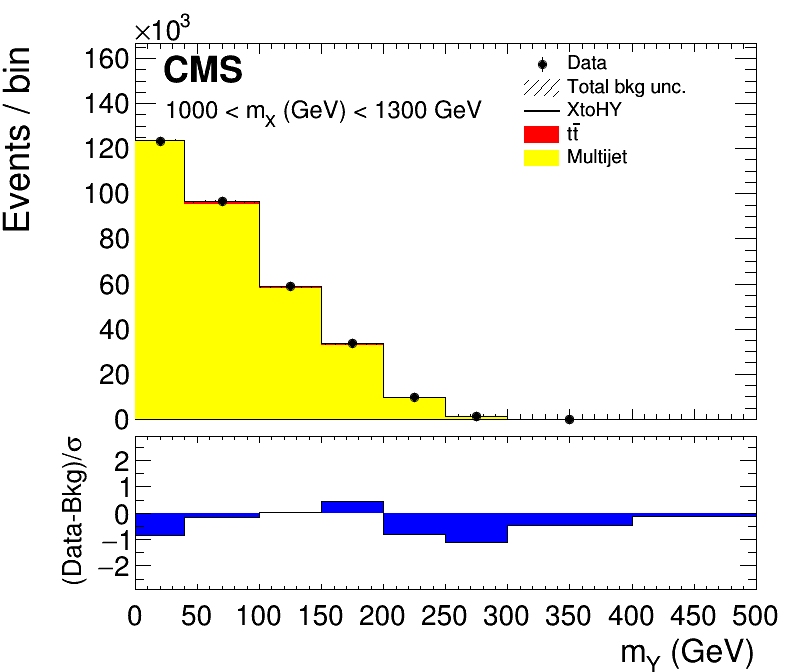 ×10³
Events / bin
160
140
120
100
80
60
40
20
0
CMS
1000 < m_X (GeV) < 1300 GeV
Data
Total bkg unc.
XtoHY
tt̅
Multijet
(Data-Bkg)/σ
2
1
0
−1
−2
0 50 100 150 200 250 300 350 400 450 500
m_Y (GeV)